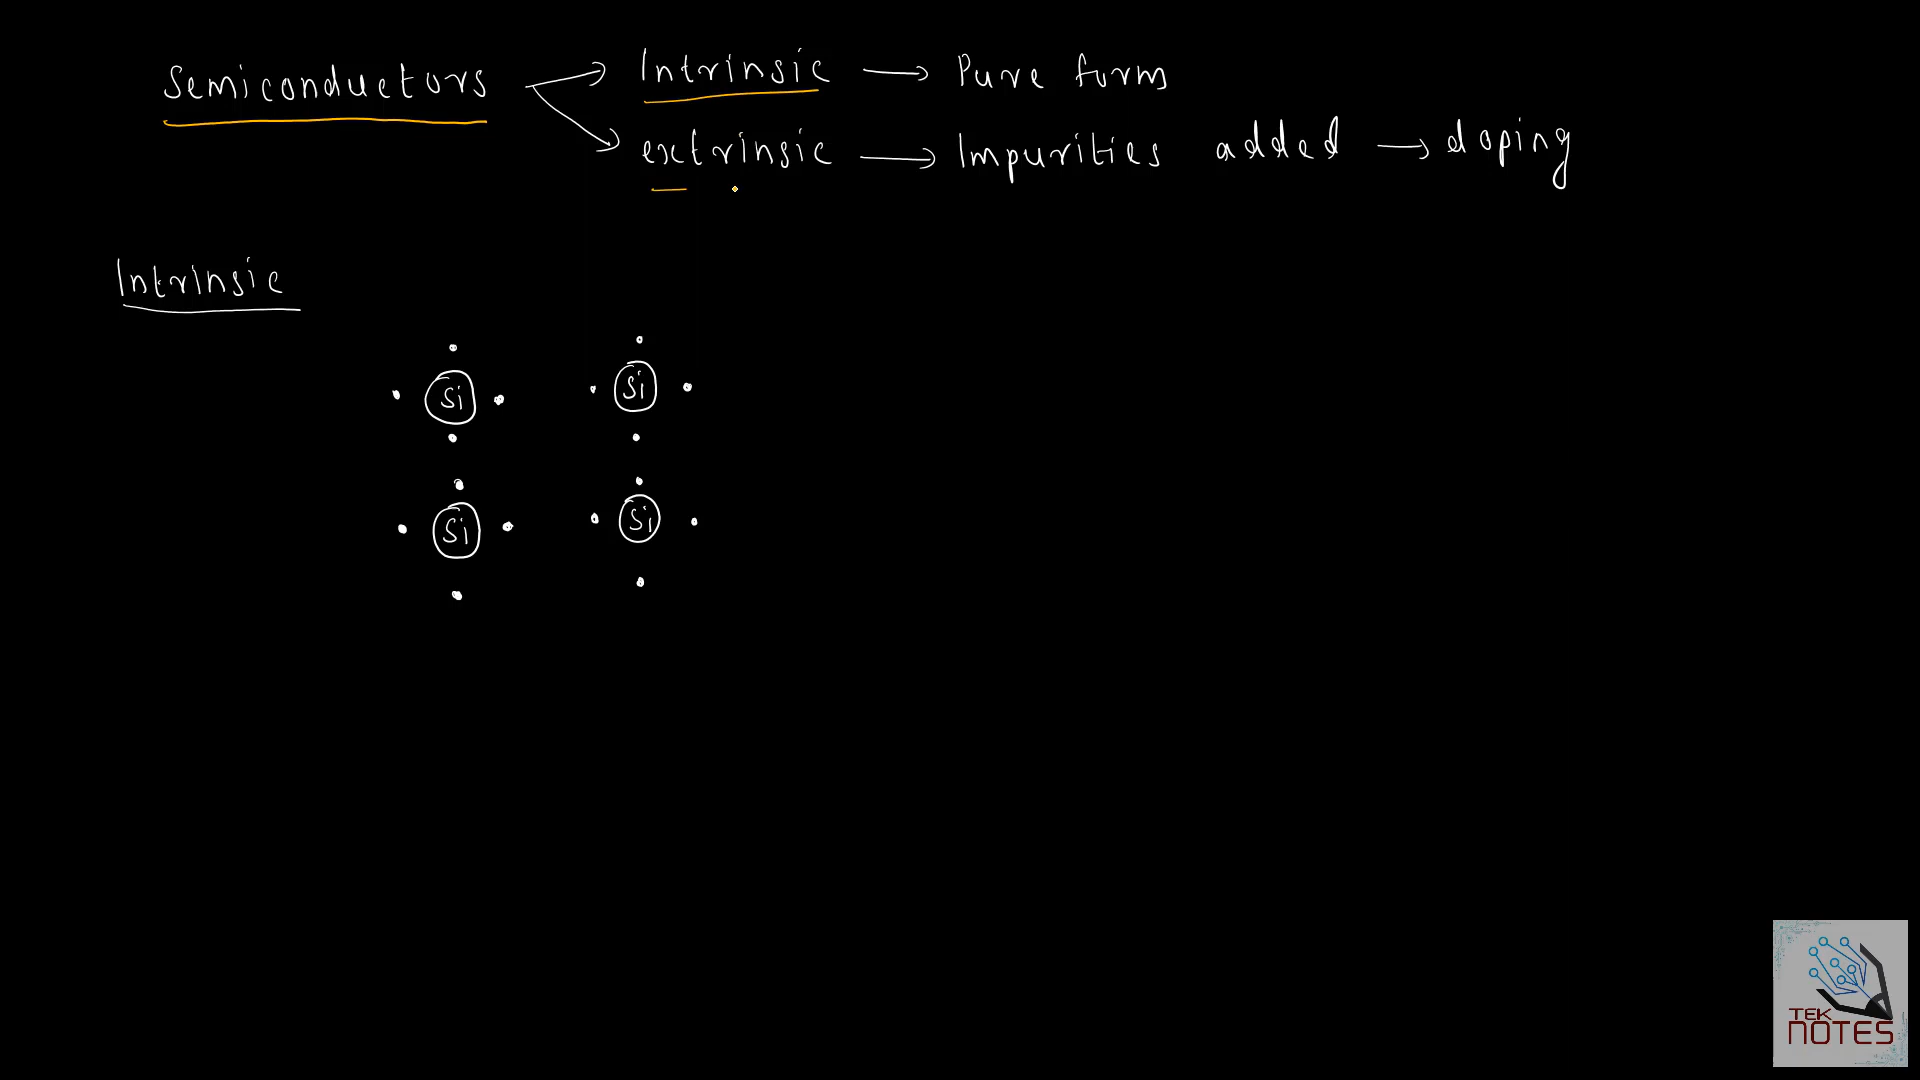 Semiconductors → Intrinsic → Pure form
extrinsic → Impurities added → doping
Intrinsic
Si Si
Si Si
TEK
NOTES